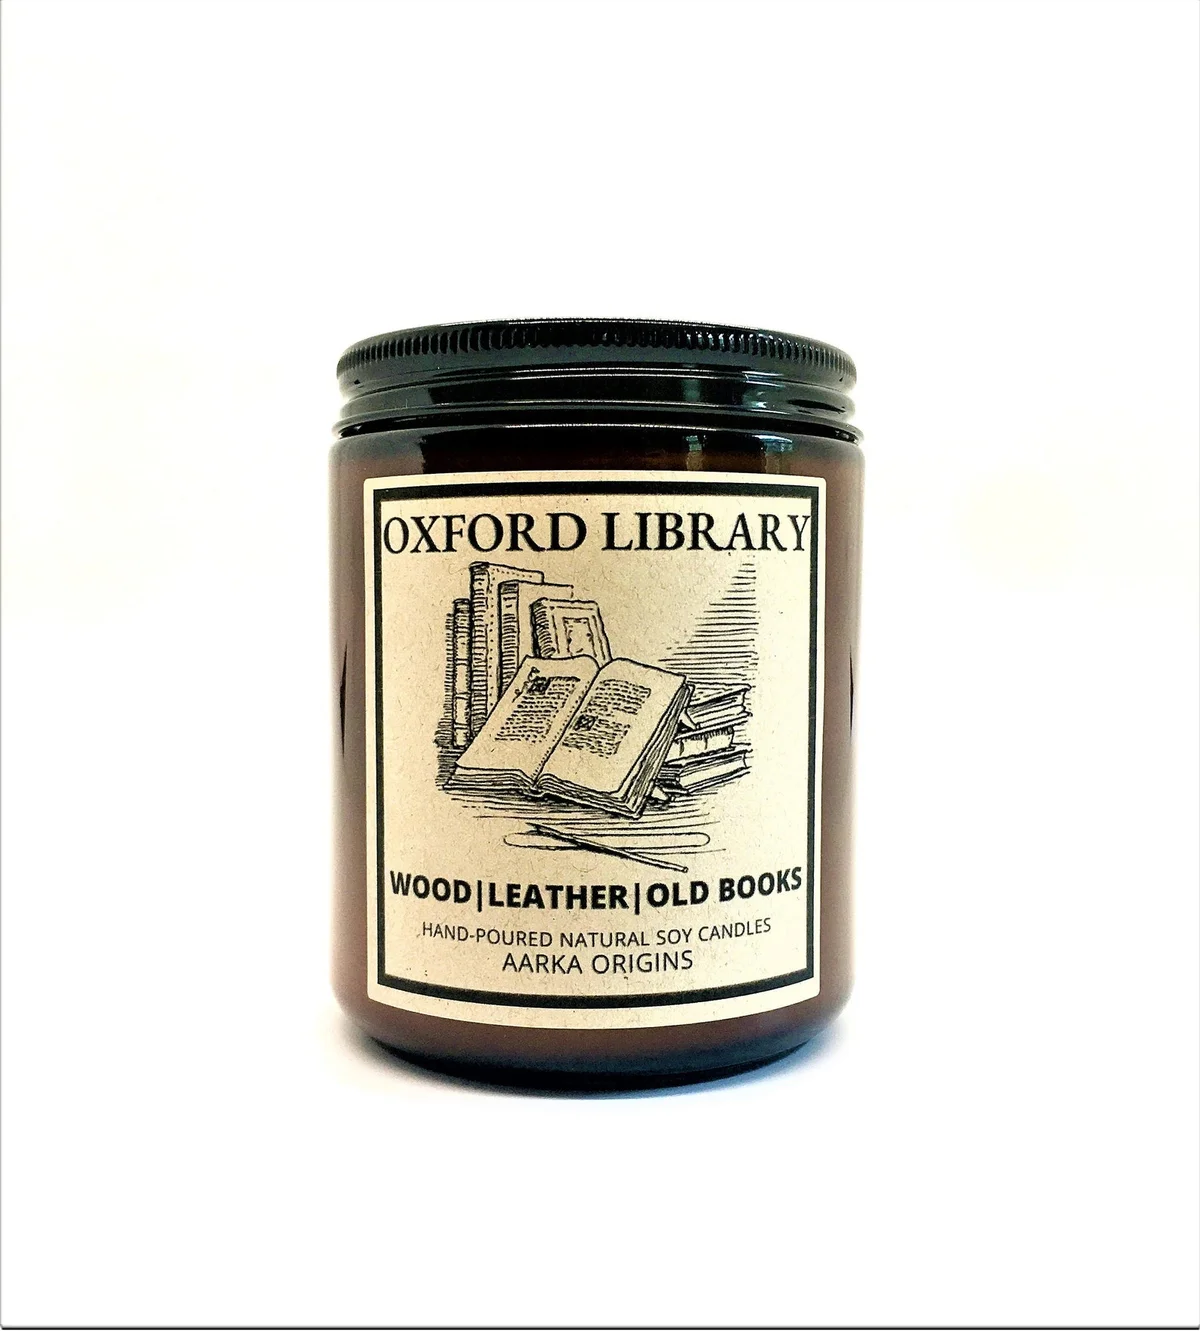 OXFORD LIBRARY
WOOD|LEATHER|OLD BOOKS
HAND-POURED NATURAL SOY CANDLES
AARKA ORIGINS